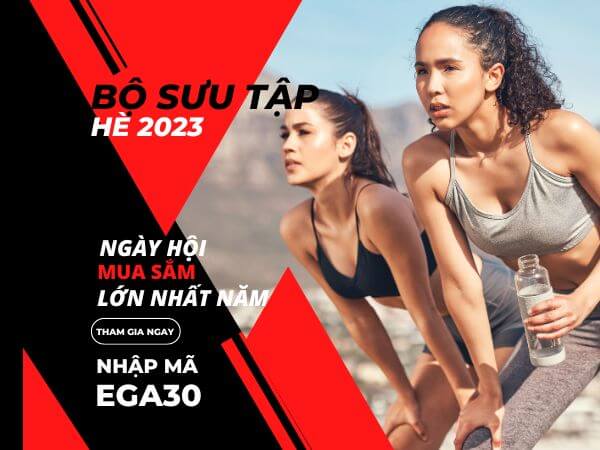 BỘ SƯU TẬP
HÈ 2023
NGÀY HỘI
MUA SẮM
LỚN NHẤT NĂM
THAM GIA NGAY
NHẬP MÃ
EGA30